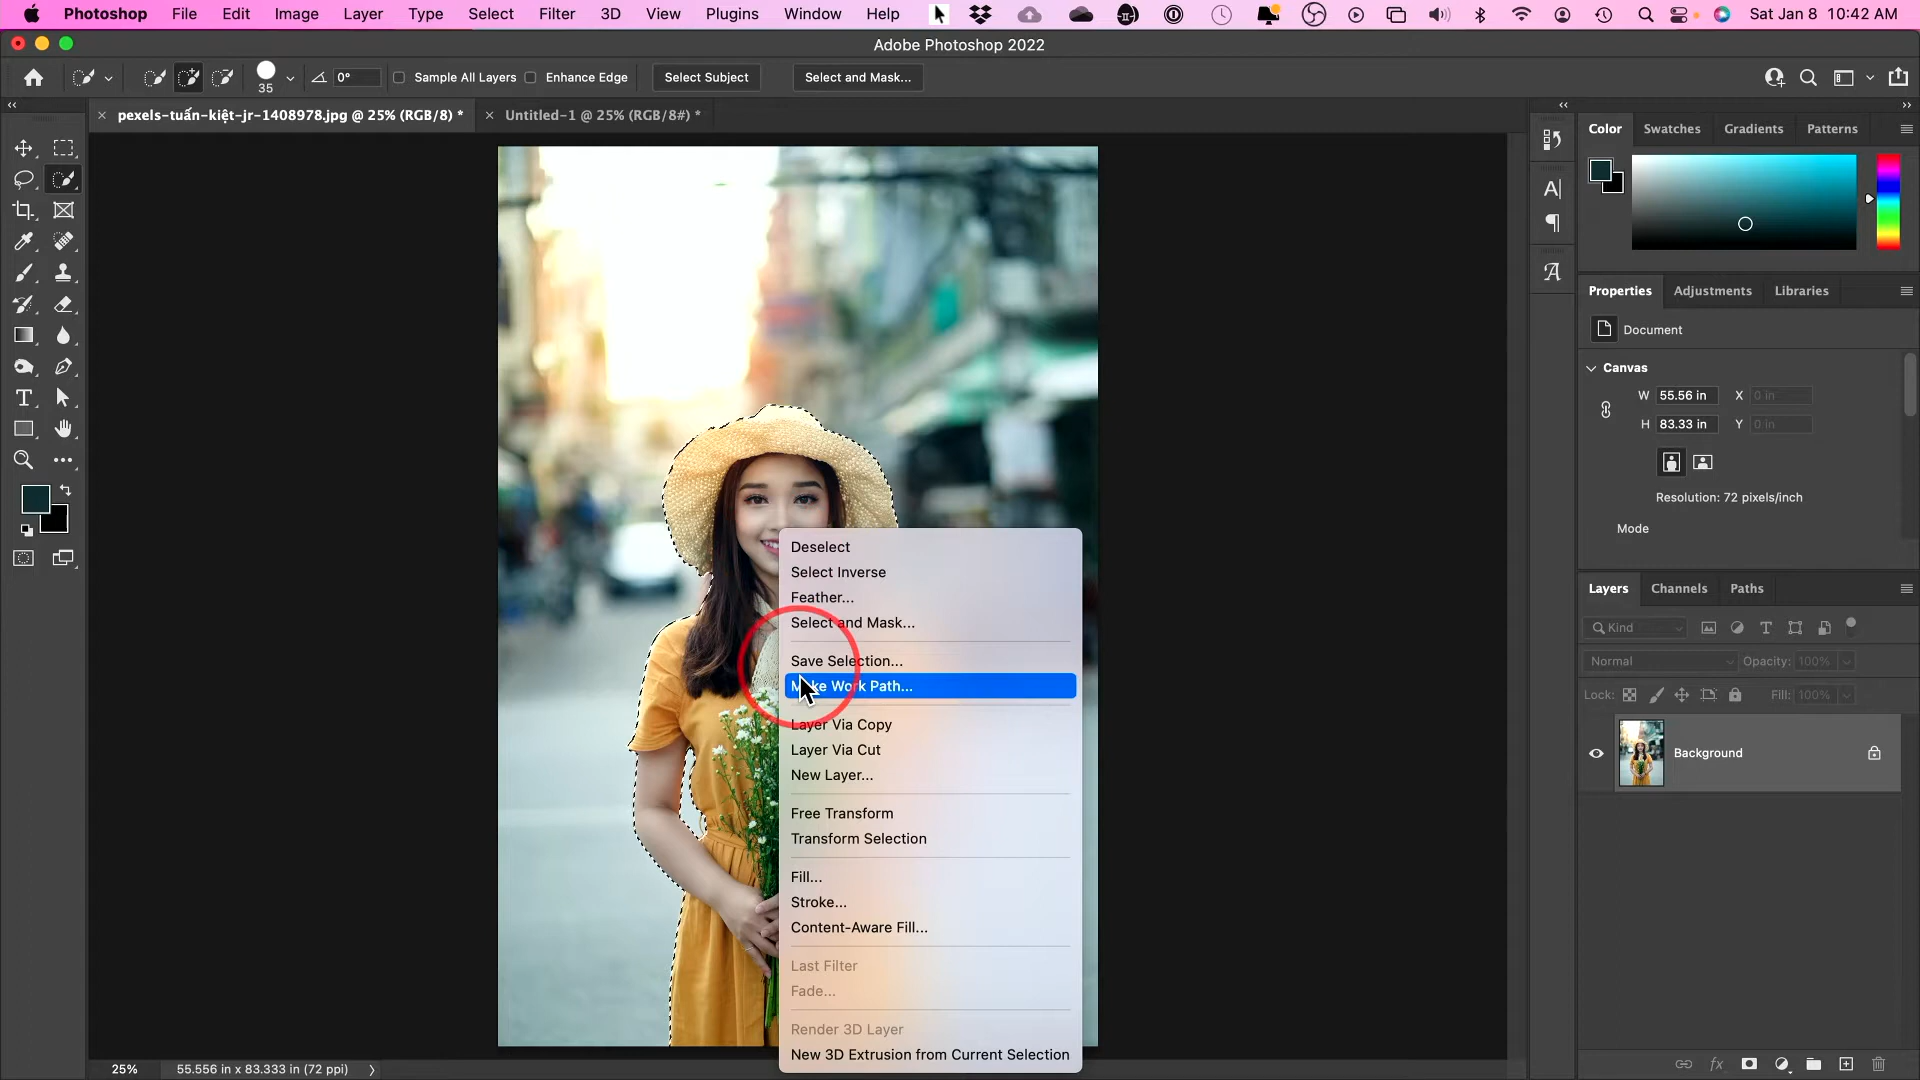 Photoshop File Edit Image Layer Type Select Filter 3D View Plugins Window Help Sat Jan 8 10:42 AM
Adobe Photoshop 2022
35 0° Sample All Layers Enhance Edge Select Subject Select and Mask...
pexels-tuấn-kiệt-jr-1408978.jpg @ 25% (RGB/8) * Untitled-1 @ 25% (RGB/8#) *
Color Swatches Gradients Patterns
Properties Adjustments Libraries
Document
Canvas
W 55.56 in X 0 in
H 83.33 in Y 0 in
Resolution: 72 pixels/inch
Mode
Deselect
Select Inverse
Feather...
Select and Mask...
Save Selection...
Make Work Path...
Layer Via Copy
Layer Via Cut
New Layer...
Free Transform
Transform Selection
Fill...
Stroke...
Content-Aware Fill...
Last Filter
Fade...
Render 3D Layer
New 3D Extrusion from Current Selection
Layers Channels Paths
Kind
Normal Opacity: 100%
Lock: Fill: 100%
Background
25% 55.556 in x 83.333 in (72 ppi)